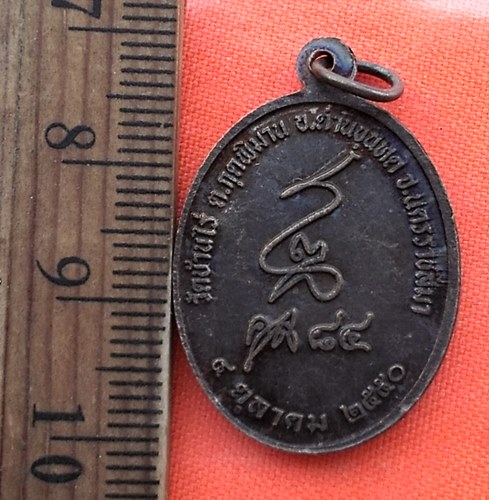 7
8
9
10
วัดบ้านไร่ ต.กุดพิมาน อ.ด่านขุนทด จ.นครราชสีมา
๘๔
๙ ตุลาคม ๒๕๕๐